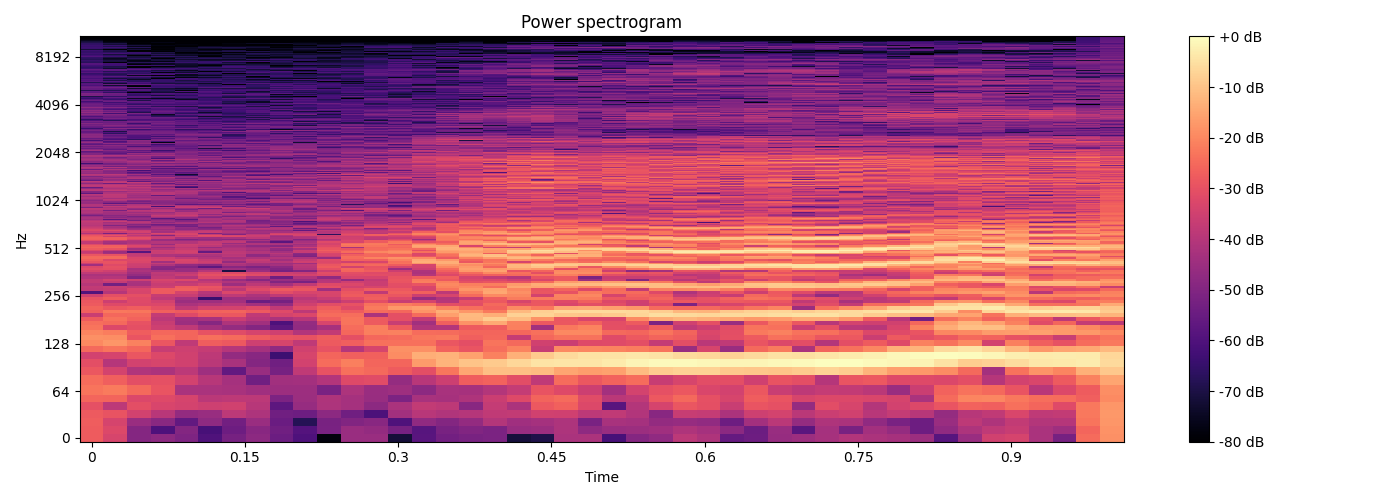 Power spectrogram
Hz
8192
4096
2048
1024
512
256
128
64
0
0 0.15 0.3 0.45 0.6 0.75 0.9
Time
+0 dB
-10 dB
-20 dB
-30 dB
-40 dB
-50 dB
-60 dB
-70 dB
-80 dB